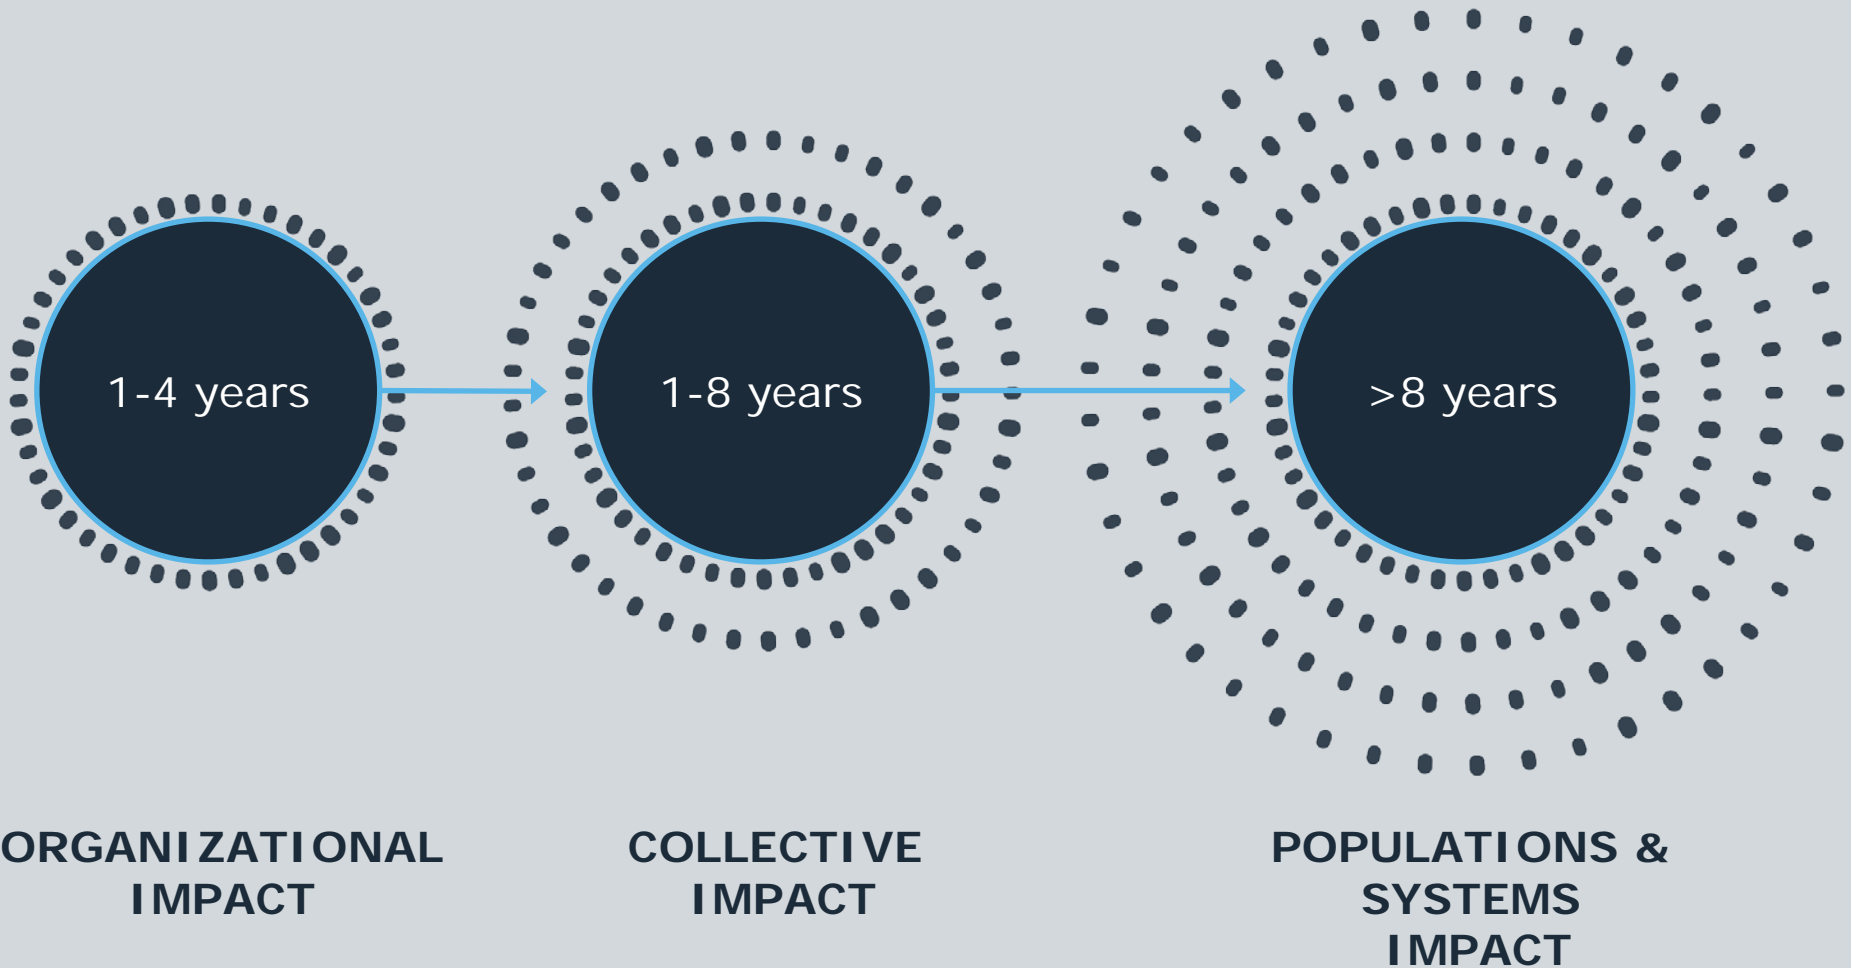 1-4 years
1-8 years
>8 years
ORGANIZATIONAL
IMPACT
COLLECTIVE
IMPACT
POPULATIONS &
SYSTEMS
IMPACT